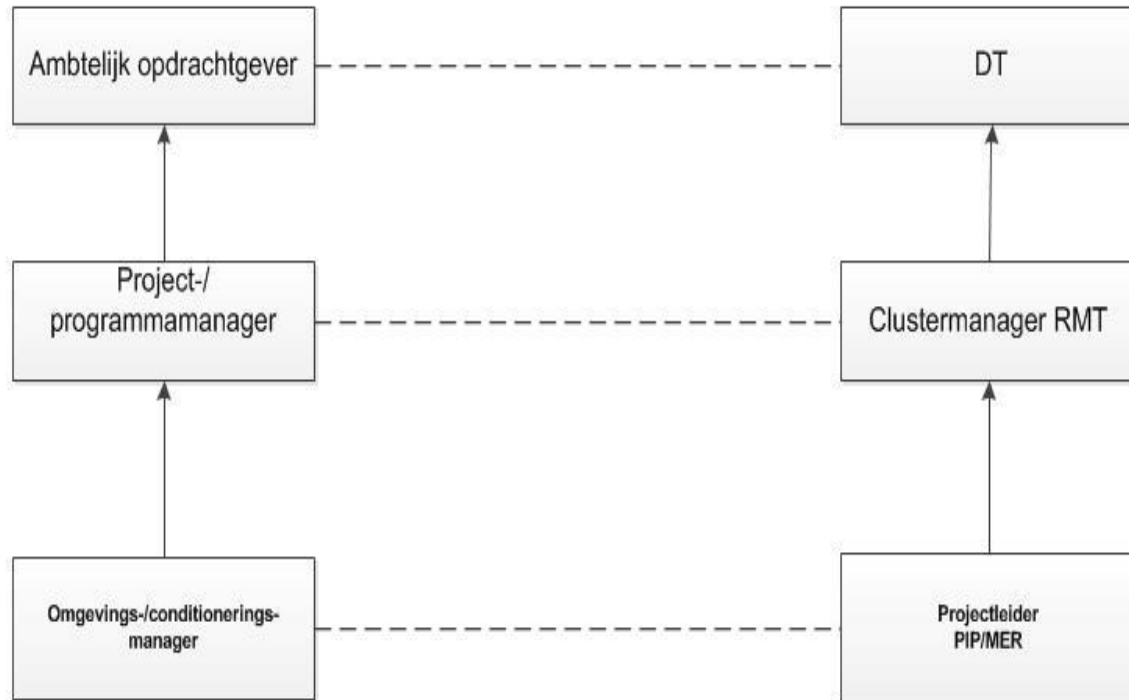 Ambtelijk opdrachtgever
DT
Project-/
programmamanager
Clustermanager RMT
Omgevings-/conditionerings-
manager
Projectleider
PIP/MER